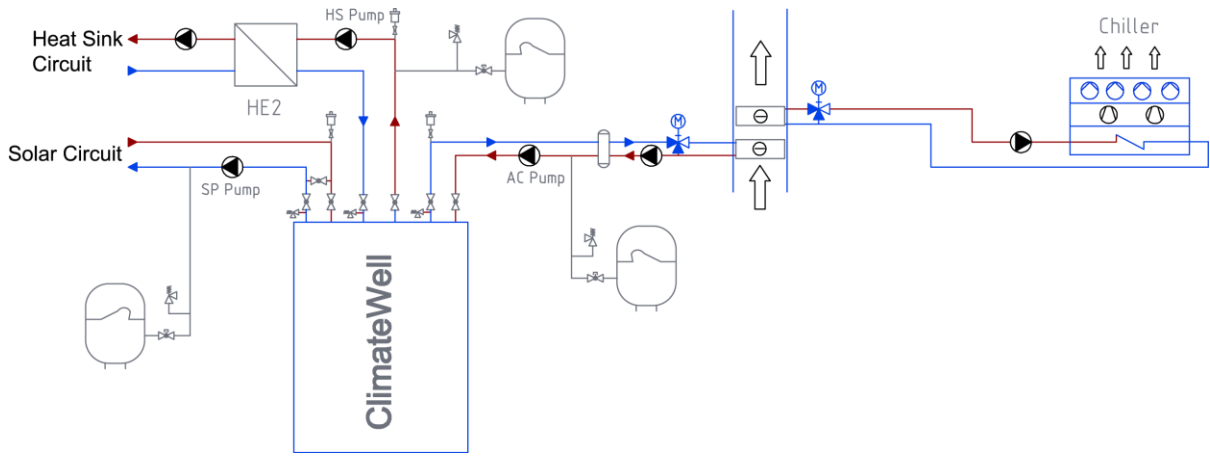 HS Pump
Chiller
Heat Sink
Circuit
M
HE2
M
Solar Circuit
AC Pump
SP Pump
ClimateWell